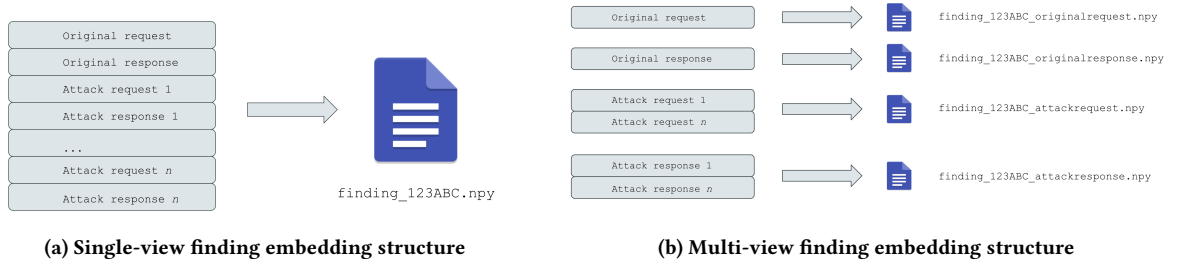 Original request
Original response
Attack request 1
Attack response 1
...
Attack request n
Attack response n
finding_123ABC.npy
(a) Single-view finding embedding structure
Original request
finding_123ABC_originalrequest.npy
Original response
finding_123ABC_originalresponse.npy
Attack request 1
Attack request n
finding_123ABC_attackrequest.npy
Attack response 1
Attack response n
finding_123ABC_attackresponse.npy
(b) Multi-view finding embedding structure